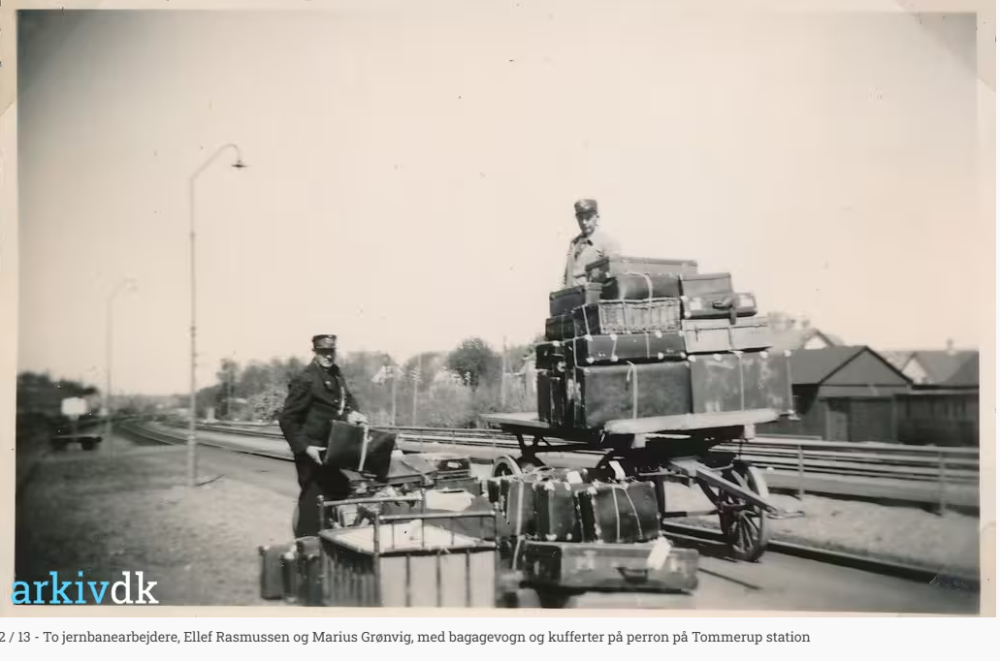 arkivdk
2 / 13 - To jernbanearbejdere, Ellef Rasmussen og Marius Grønvig, med bagagevogn og kufferter på perron på Tommerup station